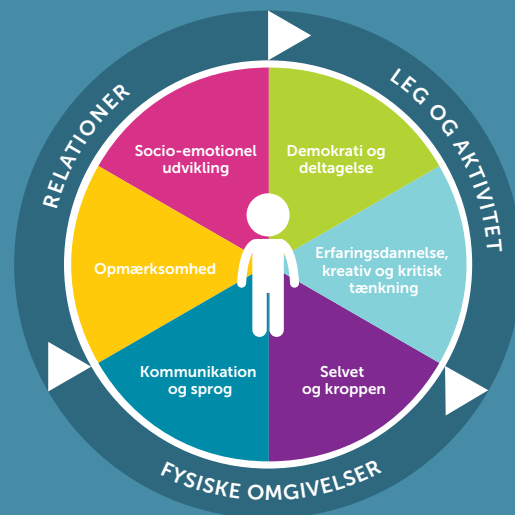 RELATIONER
LEG OG AKTIVITET
Socio-emotionel
udvikling
Demokrati og
deltagelse
Opmærksomhed
Erfaringsdannelse,
kreativ og kritisk
tænkning
Kommunikation
og sprog
Selvet
og kroppen
FYSISKE OMGIVELSER